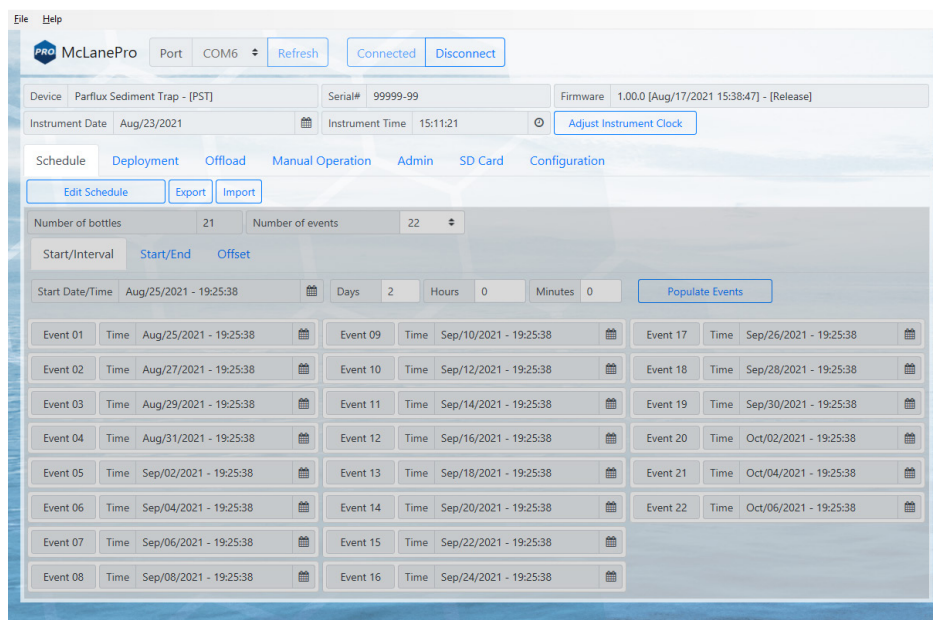 File Help
PRO McLanePro Port COM6 Refresh Connected Disconnect
Device Parflux Sediment Trap - [PST] Serial# 99999-99 Firmware 1.00.0 [Aug/17/2021 15:38:47] - [Release]
Instrument Date Aug/23/2021 Instrument Time 15:11:21 Adjust Instrument Clock
Schedule Deployment Offload Manual Operation Admin SD Card Configuration
Edit Schedule Export Import
Number of bottles 21 Number of events 22
Start/Interval Start/End Offset
Start Date/Time Aug/25/2021 - 19:25:38 Days 2 Hours 0 Minutes 0 Populate Events
Event 01 Time Aug/25/2021 - 19:25:38 Event 09 Time Sep/10/2021 - 19:25:38 Event 17 Time Sep/26/2021 - 19:25:38
Event 02 Time Aug/27/2021 - 19:25:38 Event 10 Time Sep/12/2021 - 19:25:38 Event 18 Time Sep/28/2021 - 19:25:38
Event 03 Time Aug/29/2021 - 19:25:38 Event 11 Time Sep/14/2021 - 19:25:38 Event 19 Time Sep/30/2021 - 19:25:38
Event 04 Time Aug/31/2021 - 19:25:38 Event 12 Time Sep/16/2021 - 19:25:38 Event 20 Time Oct/02/2021 - 19:25:38
Event 05 Time Sep/02/2021 - 19:25:38 Event 13 Time Sep/18/2021 - 19:25:38 Event 21 Time Oct/04/2021 - 19:25:38
Event 06 Time Sep/04/2021 - 19:25:38 Event 14 Time Sep/20/2021 - 19:25:38 Event 22 Time Oct/06/2021 - 19:25:38
Event 07 Time Sep/06/2021 - 19:25:38 Event 15 Time Sep/22/2021 - 19:25:38
Event 08 Time Sep/08/2021 - 19:25:38 Event 16 Time Sep/24/2021 - 19:25:38